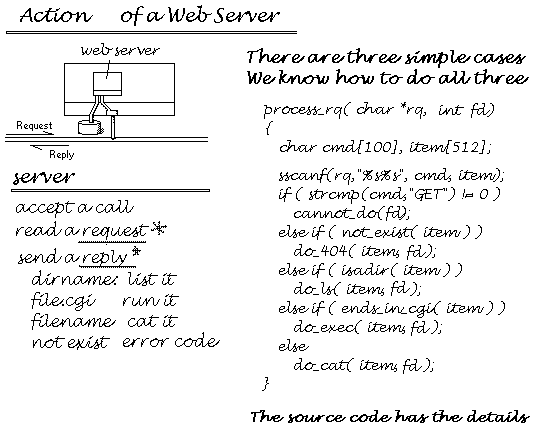 Action of a Web Server
web server
Request
Reply
server
accept a call
read a request *
send a reply *
dirname: list it
file.cgi run it
filename cat it
not exist error code
There are three simple cases
We know how to do all three
process_rq( char *rq, int fd)
{
char cmd[100], item[512];
sscanf(rq,"%s%s", cmd, item);
if ( strcmp(cmd,"GET") != 0 )
cannot_do(fd);
else if ( not_exist( item ) )
do_404( item, fd);
else if ( isadir( item ) )
do_ls( item, fd);
else if ( ends_in_cgi( item ) )
do_exec( item, fd);
else
do_cat( item, fd);
}
The source code has the details